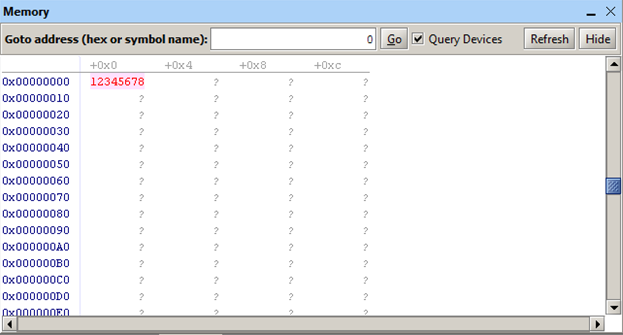 Memory
Goto address (hex or symbol name): 0 Go Query Devices Refresh Hide
+0x0 +0x4 +0x8 +0xc
0x00000000 12345678 ? ? ?
0x00000010 ? ? ? ?
0x00000020 ? ? ? ?
0x00000030 ? ? ? ?
0x00000040 ? ? ? ?
0x00000050 ? ? ? ?
0x00000060 ? ? ? ?
0x00000070 ? ? ? ?
0x00000080 ? ? ? ?
0x00000090 ? ? ? ?
0x000000A0 ? ? ? ?
0x000000B0 ? ? ? ?
0x000000C0 ? ? ? ?
0x000000D0 ? ? ? ?
0x000000E0 ? ? ? ?